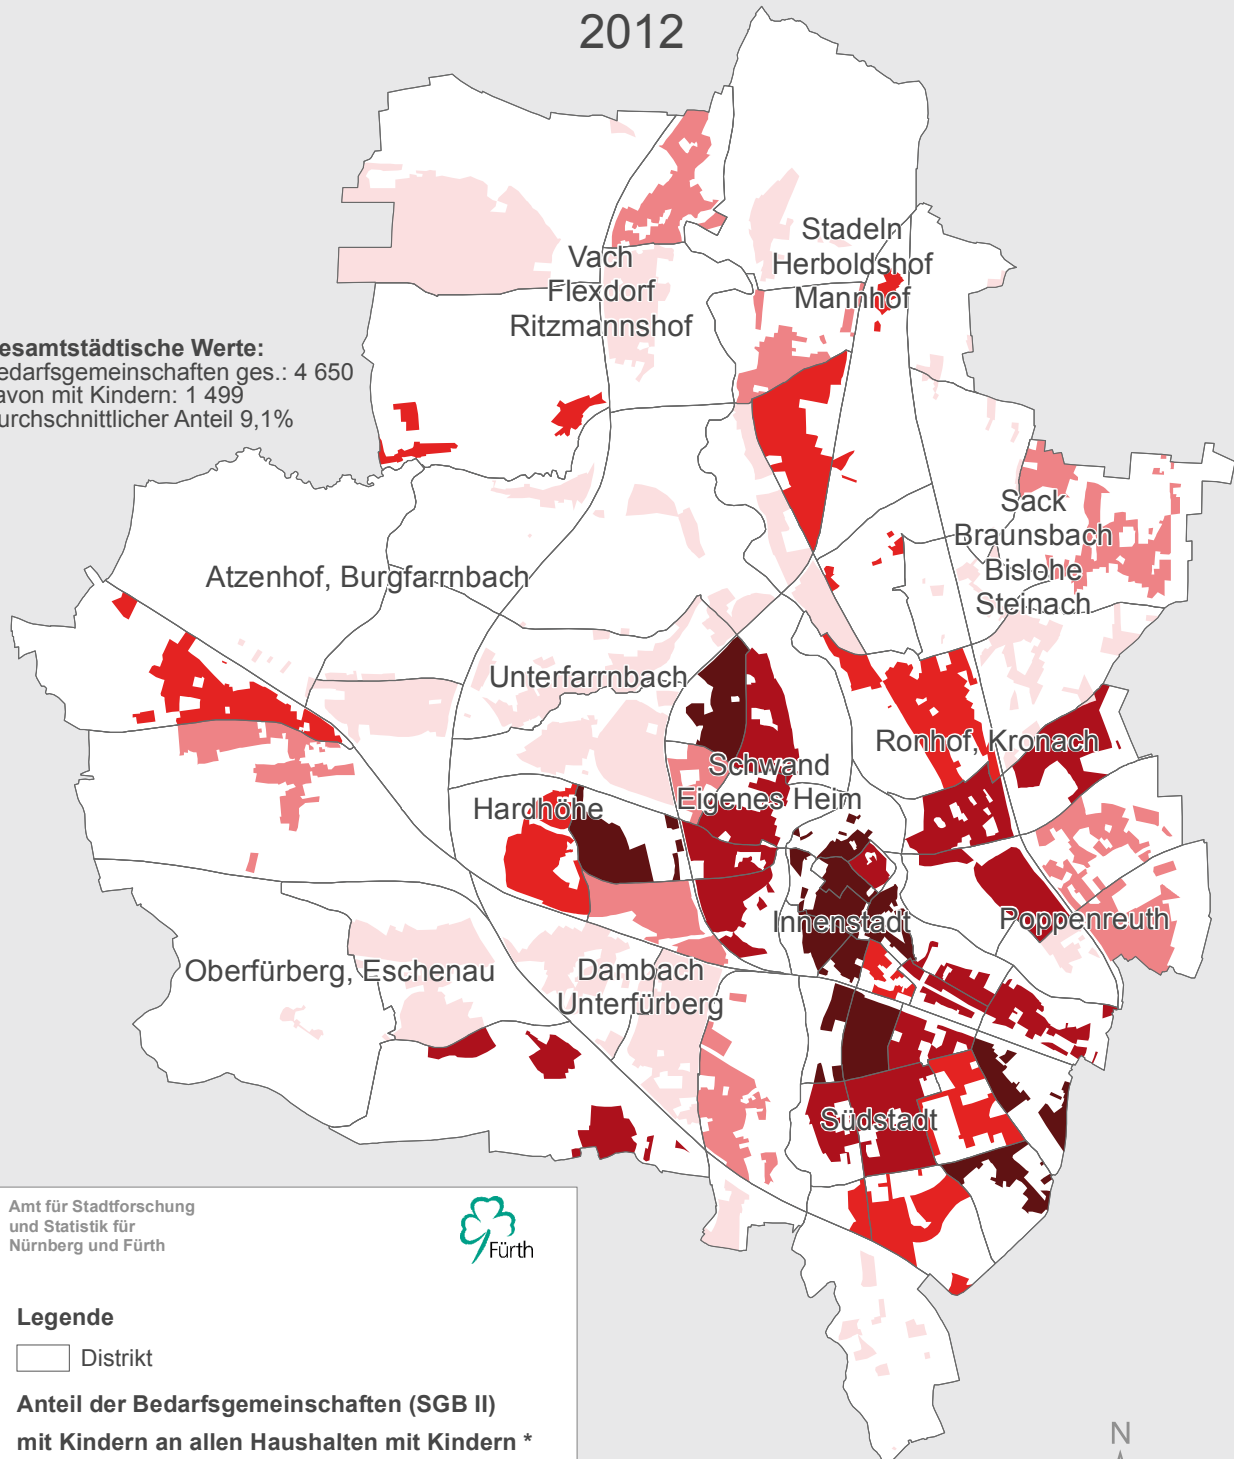 2012
Stadeln
Herboldshof
Mannhof
Vach
Flexdorf
Ritzmannshof
esamtstädtische Werte:
edarfsgemeinschaften ges.: 4 650
avon mit Kindern: 1 499
urchschnittlicher Anteil 9,1%
Sack
Braunsbach
Bislohe
Steinach
Atzenhof, Burgfarrnbach
Unterfarrnbach
Ronhof, Kronach
Schwand
Eigenes Heim
Hardhöhe
Innenstadt
Poppenreuth
Oberfürberg, Eschenau
Dambach
Unterfürberg
Südstadt
Amt für Stadtforschung
und Statistik für
Nürnberg und Fürth
Fürth
Legende
Distrikt
Anteil der Bedarfsgemeinschaften (SGB II)
mit Kindern an allen Haushalten mit Kindern *
N